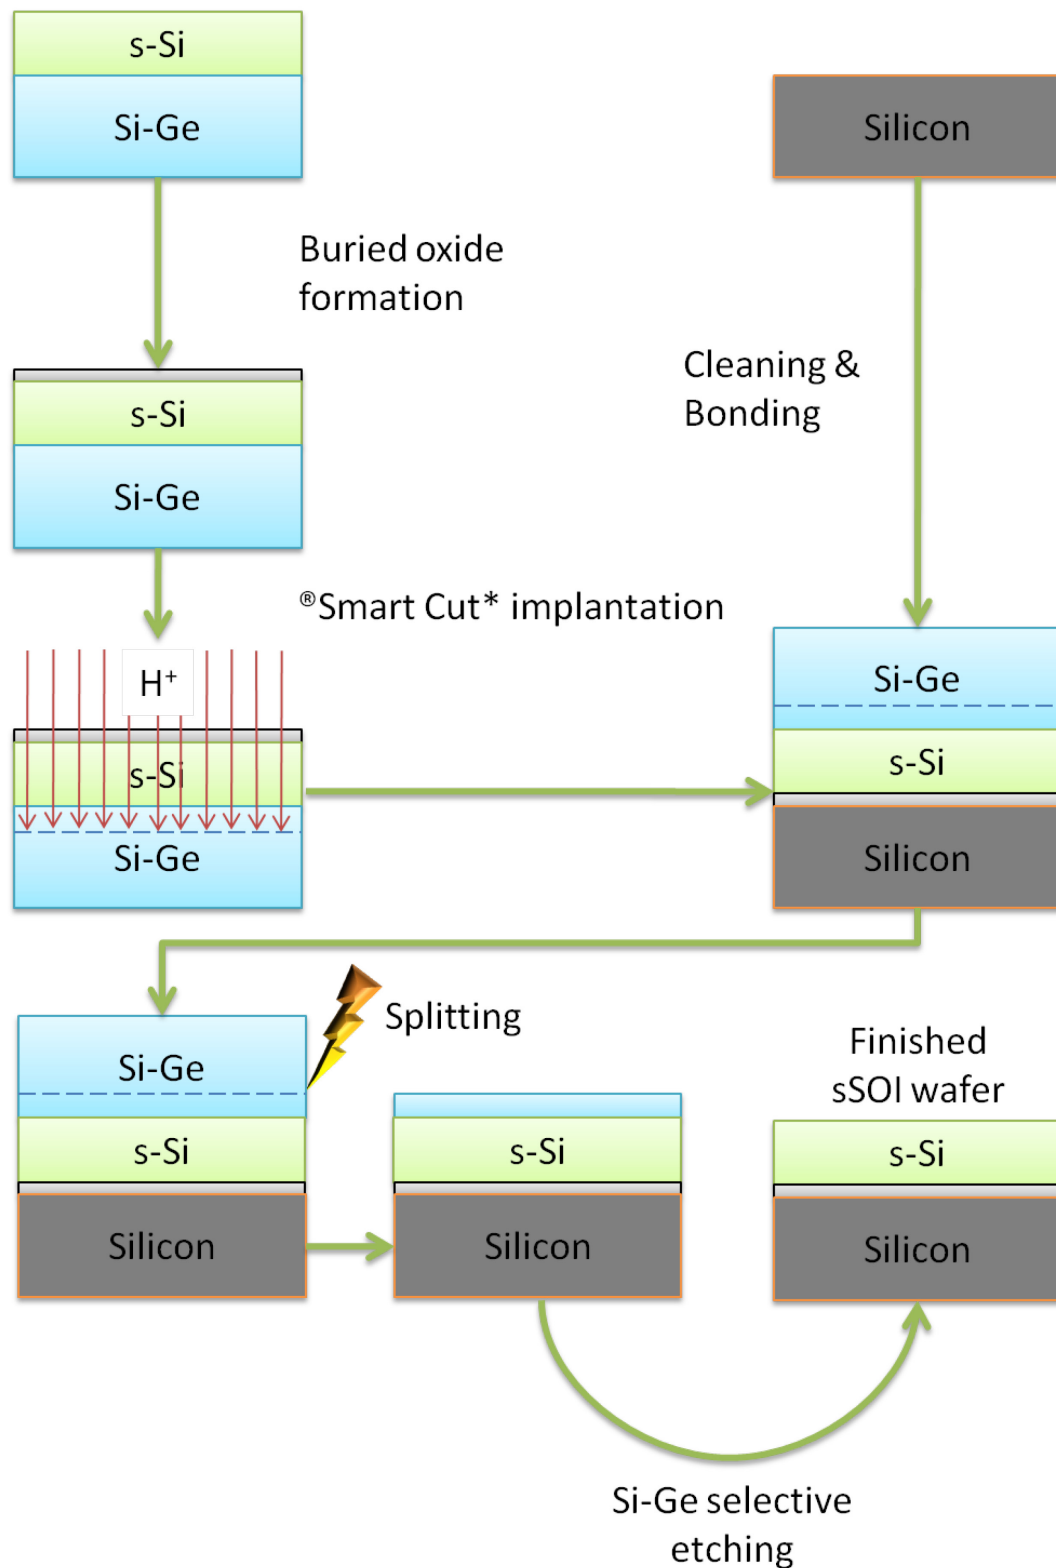 s-Si
Si-Ge
Silicon
Buried oxide
formation
Cleaning &
Bonding
s-Si
Si-Ge
®Smart Cut* implantation
H⁺
s-Si
Si-Ge
Si-Ge
s-Si
Silicon
Splitting
Si-Ge
s-Si
Silicon
s-Si
Silicon
Finished
sSOI wafer
s-Si
Silicon
Si-Ge selective
etching